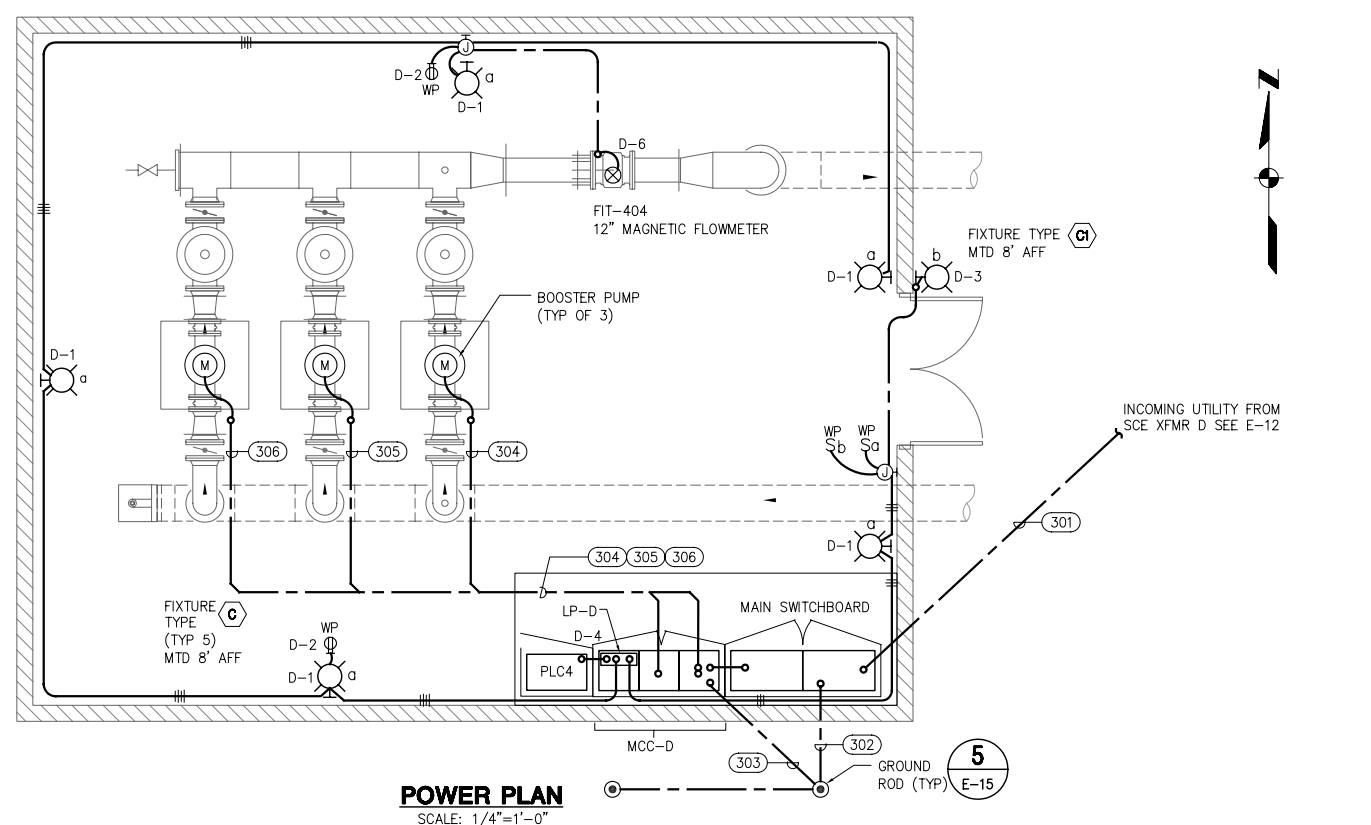 J
D-2
WP
a
D-1
N
D-6
FIT-404
12" MAGNETIC FLOWMETER
FIXTURE TYPE C1
MTD 8' AFF
a
D-1
b
D-3
BOOSTER PUMP
(TYP OF 3)
D-1
a
M
M
M
INCOMING UTILITY FROM
SCE XFMR D SEE E-12
WP
WP
Sb
Sa
J
306
305
304
301
a
D-1
304 305 306
FIXTURE C
TYPE
(TYP 5)
MTD 8' AFF
LP-D
MAIN SWITCHBOARD
WP
D-2
D-4
D-1
a
PLC4
MCC-D
302
303
GROUND
ROD (TYP)
5
E-15
POWER PLAN
SCALE: 1/4"=1'-0"